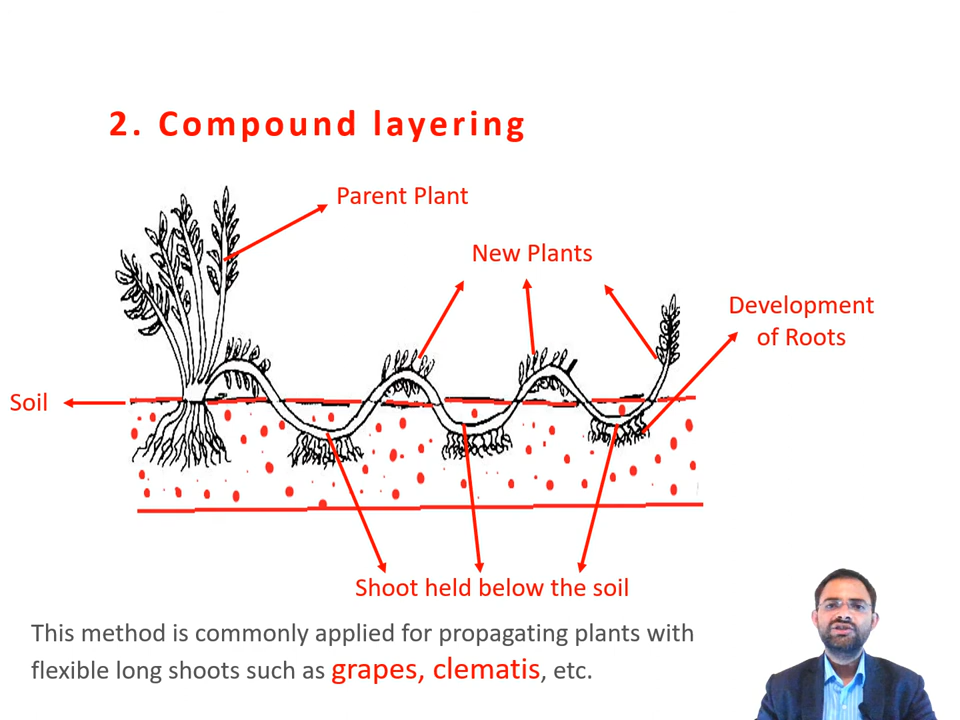 2. Compound layering
Parent Plant
New Plants
Development
of Roots
Soil
Shoot held below the soil
This method is commonly applied for propagating plants with
flexible long shoots such as grapes, clematis, etc.